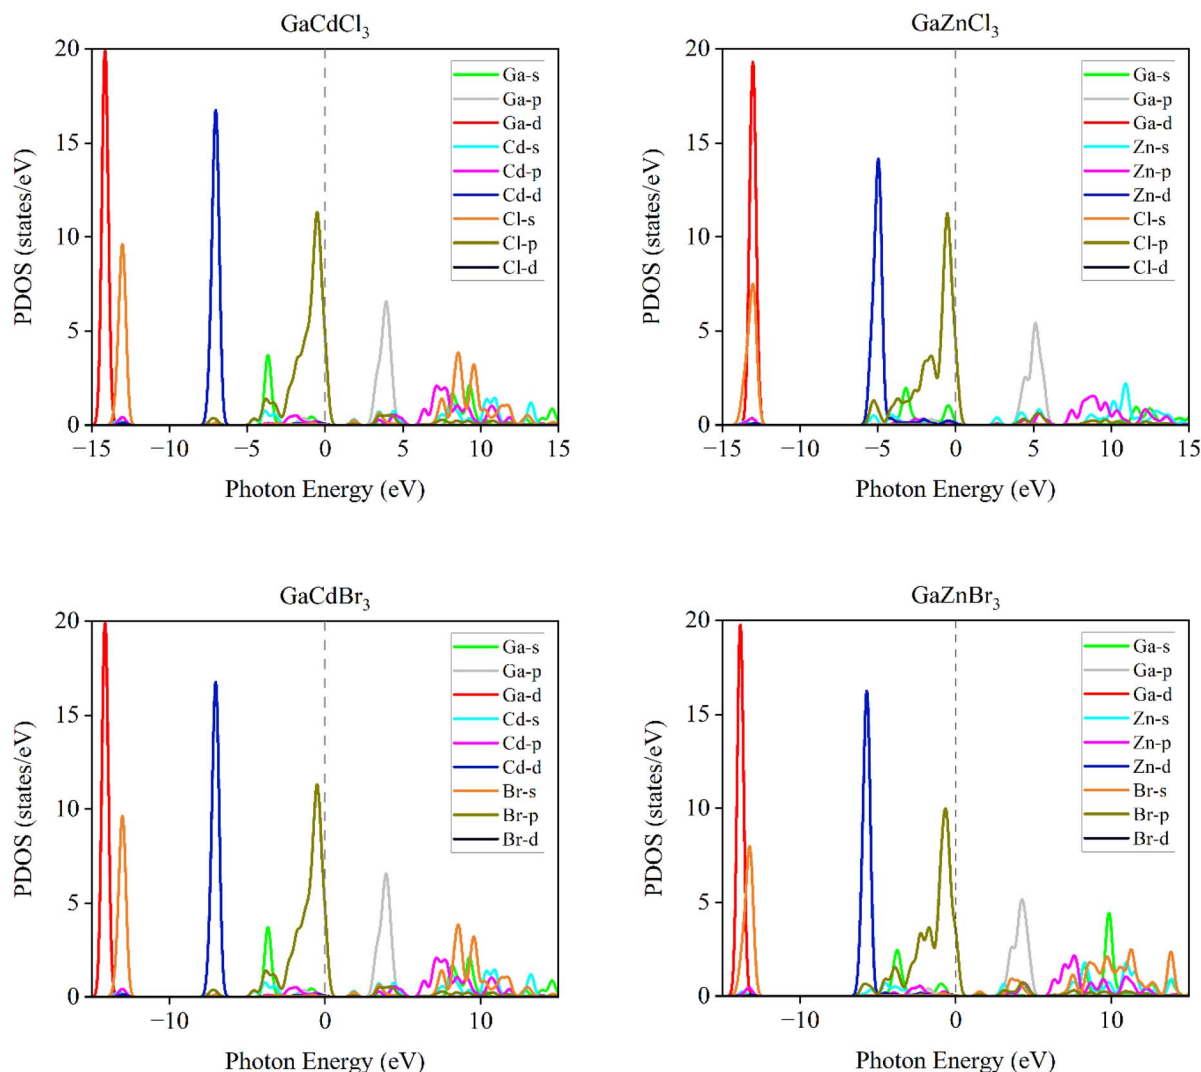 GaCdCl₃
20
15
10
5
0
PDOS (states/eV)
−15
−10
−5
0
5
10
15
Photon Energy (eV)
Ga-s
Ga-p
Ga-d
Cd-s
Cd-p
Cd-d
Cl-s
Cl-p
Cl-d
GaZnCl₃
20
15
10
5
0
PDOS (states/eV)
−15
−10
−5
0
5
10
15
Photon Energy (eV)
Ga-s
Ga-p
Ga-d
Zn-s
Zn-p
Zn-d
Cl-s
Cl-p
Cl-d
GaCdBr₃
20
15
10
5
0
PDOS (states/eV)
−10
0
10
Photon Energy (eV)
Ga-s
Ga-p
Ga-d
Cd-s
Cd-p
Cd-d
Br-s
Br-p
Br-d
GaZnBr₃
20
15
10
5
0
PDOS (states/eV)
−10
0
10
Photon Energy (eV)
Ga-s
Ga-p
Ga-d
Zn-s
Zn-p
Zn-d
Br-s
Br-p
Br-d